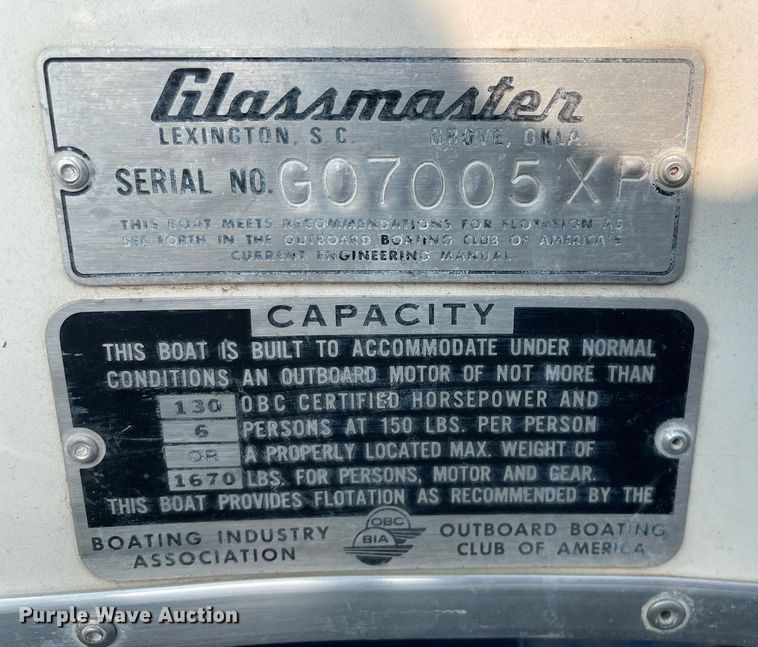 Glassmaster
LEXINGTON, S. C. GROVE, OKLA.
SERIAL NO. G07005XP
THIS BOAT MEETS RECOMMENDATIONS FOR FLOTATION AS
SET FORTH IN THE OUTBOARD BOATING CLUB OF AMERICA'S
CURRENT ENGINEERING MANUAL.
CAPACITY
THIS BOAT IS BUILT TO ACCOMMODATE UNDER NORMAL
CONDITIONS AN OUTBOARD MOTOR OF NOT MORE THAN
130 OBC CERTIFIED HORSEPOWER AND
6 PERSONS AT 150 LBS. PER PERSON
OR A PROPERLY LOCATED MAX. WEIGHT OF
1670 LBS. FOR PERSONS, MOTOR AND GEAR.
THIS BOAT PROVIDES FLOTATION AS RECOMMENDED BY THE
BOATING INDUSTRY ASSOCIATION
OBC
BIA
OUTBOARD BOATING CLUB OF AMERICA
Purple Wave Auction